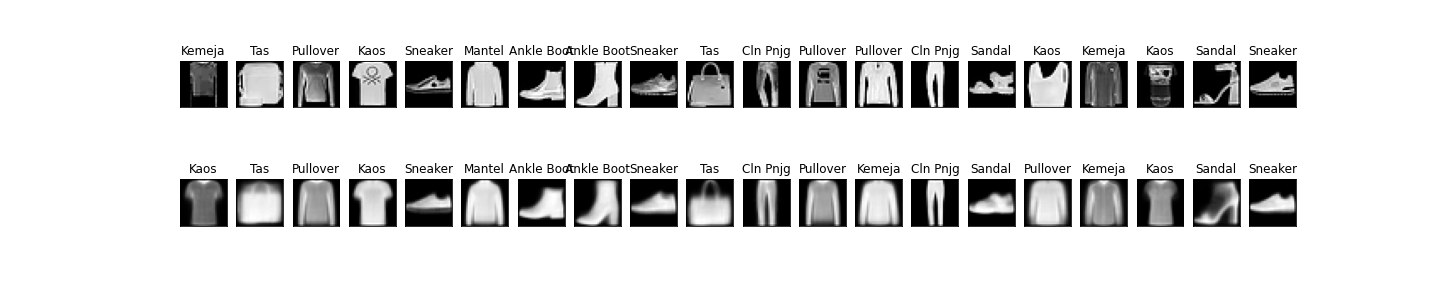 Kemeja Tas Pullover Kaos Sneaker Mantel Ankle Boot Ankle Boot Sneaker Tas Cln Pnjg Pullover Pullover Cln Pnjg Sandal Kaos Kemeja Kaos Sandal Sneaker
Kaos Tas Pullover Kaos Sneaker Mantel Ankle Boot Ankle Boot Sneaker Tas Cln Pnjg Pullover Kemeja Cln Pnjg Sandal Pullover Kemeja Kaos Sandal Sneaker